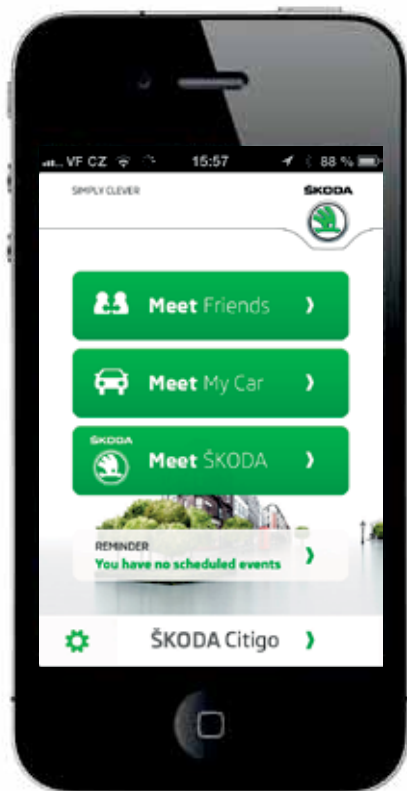 VF CZ 15:57 88 %
SIMPLY CLEVER
ŠKODA
Meet Friends
Meet My Car
ŠKODA
Meet ŠKODA
REMINDER
You have no scheduled events
ŠKODA Citigo